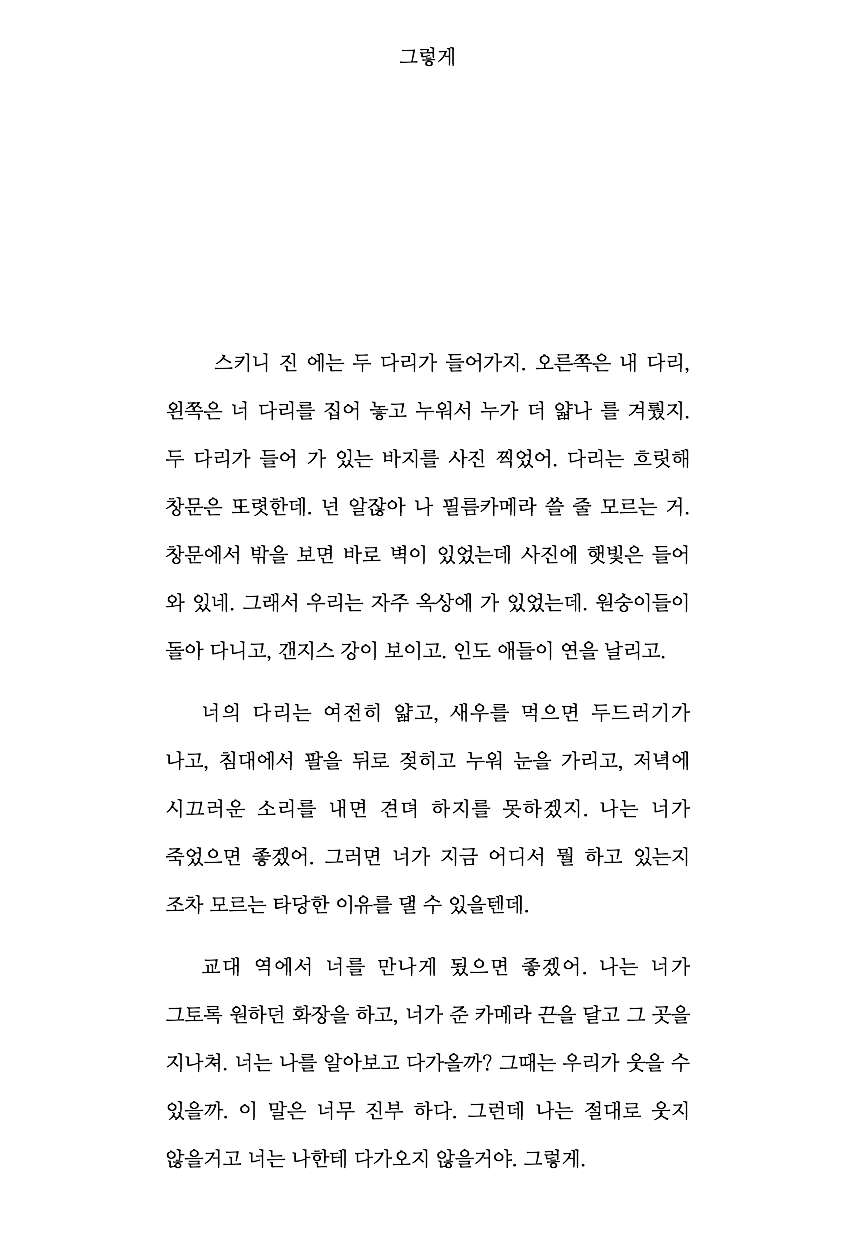 그렇게
스키니 진 에는 두 다리가 들어가지. 오른쪽은 내 다리,
왼쪽은 너 다리를 집어 놓고 누워서 누가 더 얇나 를 겨뤘지.
두 다리가 들어 가 있는 바지를 사진 찍었어. 다리는 흐릿해
창문은 또렷한데. 넌 알잖아 나 필름카메라 쓸 줄 모르는 거.
창문에서 밖을 보면 바로 벽이 있었는데 사진에 햇빛은 들어
와 있네. 그래서 우리는 자주 옥상에 가 있었는데. 원숭이들이
돌아 다니고, 갠지스 강이 보이고. 인도 애들이 연을 날리고.
너의 다리는 여전히 얇고, 새우를 먹으면 두드러기가
나고, 침대에서 팔을 뒤로 젖히고 누워 눈을 가리고, 저녁에
시끄러운 소리를 내면 견뎌 하지를 못하겠지. 나는 너가
죽었으면 좋겠어. 그러면 너가 지금 어디서 뭘 하고 있는지
조차 모르는 타당한 이유를 댈 수 있을텐데.
교대 역에서 너를 만나게 됬으면 좋겠어. 나는 너가
그토록 원하던 화장을 하고, 너가 준 카메라 끈을 달고 그 곳을
지나쳐. 너는 나를 알아보고 다가올까? 그때는 우리가 웃을 수
있을까. 이 말은 너무 진부 하다. 그런데 나는 절대로 웃지
않을거고 너는 나한테 다가오지 않을거야. 그렇게.